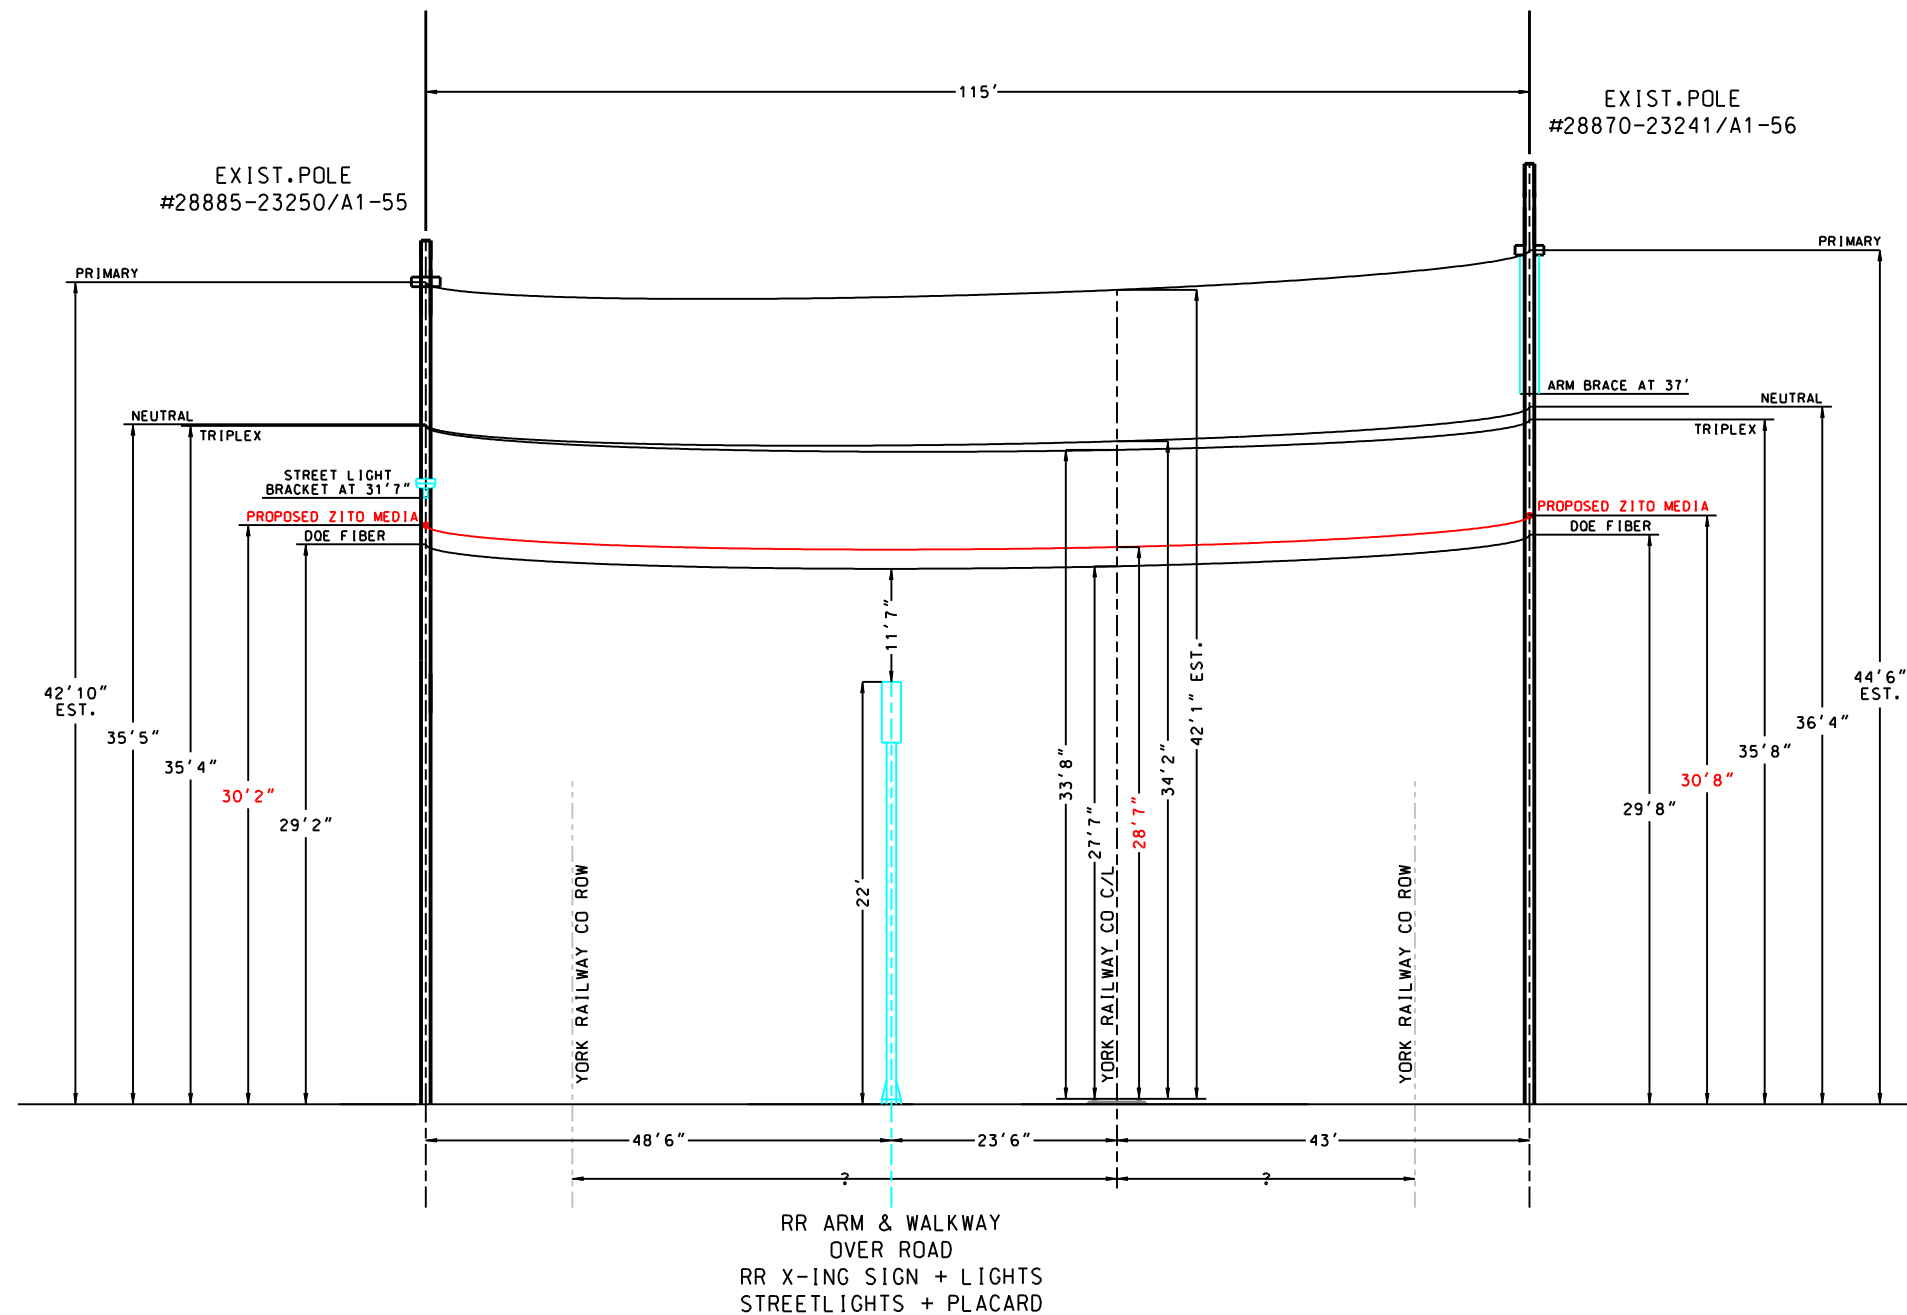 115'
EXIST.POLE
#28870-23241/A1-56
EXIST.POLE
#28885-23250/A1-55
PRIMARY
PRIMARY
ARM BRACE AT 37'
NEUTRAL
NEUTRAL
TRIPLEX
TRIPLEX
STREET LIGHT
BRACKET AT 31'7"
PROPOSED ZITO MEDIA
PROPOSED ZITO MEDIA
DOE FIBER
DOE FIBER
11'7"
42'10"
EST.
35'5"
35'4"
30'2"
29'2"
22'
33'8"
27'7"
28'7"
34'2"
42'1" EST.
44'6"
EST.
36'4"
35'8"
30'8"
29'8"
YORK RAILWAY CO ROW
YORK RAILWAY CO C/L
YORK RAILWAY CO ROW
48'6"
23'6"
43'
?
?
RR ARM & WALKWAY
OVER ROAD
RR X-ING SIGN + LIGHTS
STREETLIGHTS + PLACARD